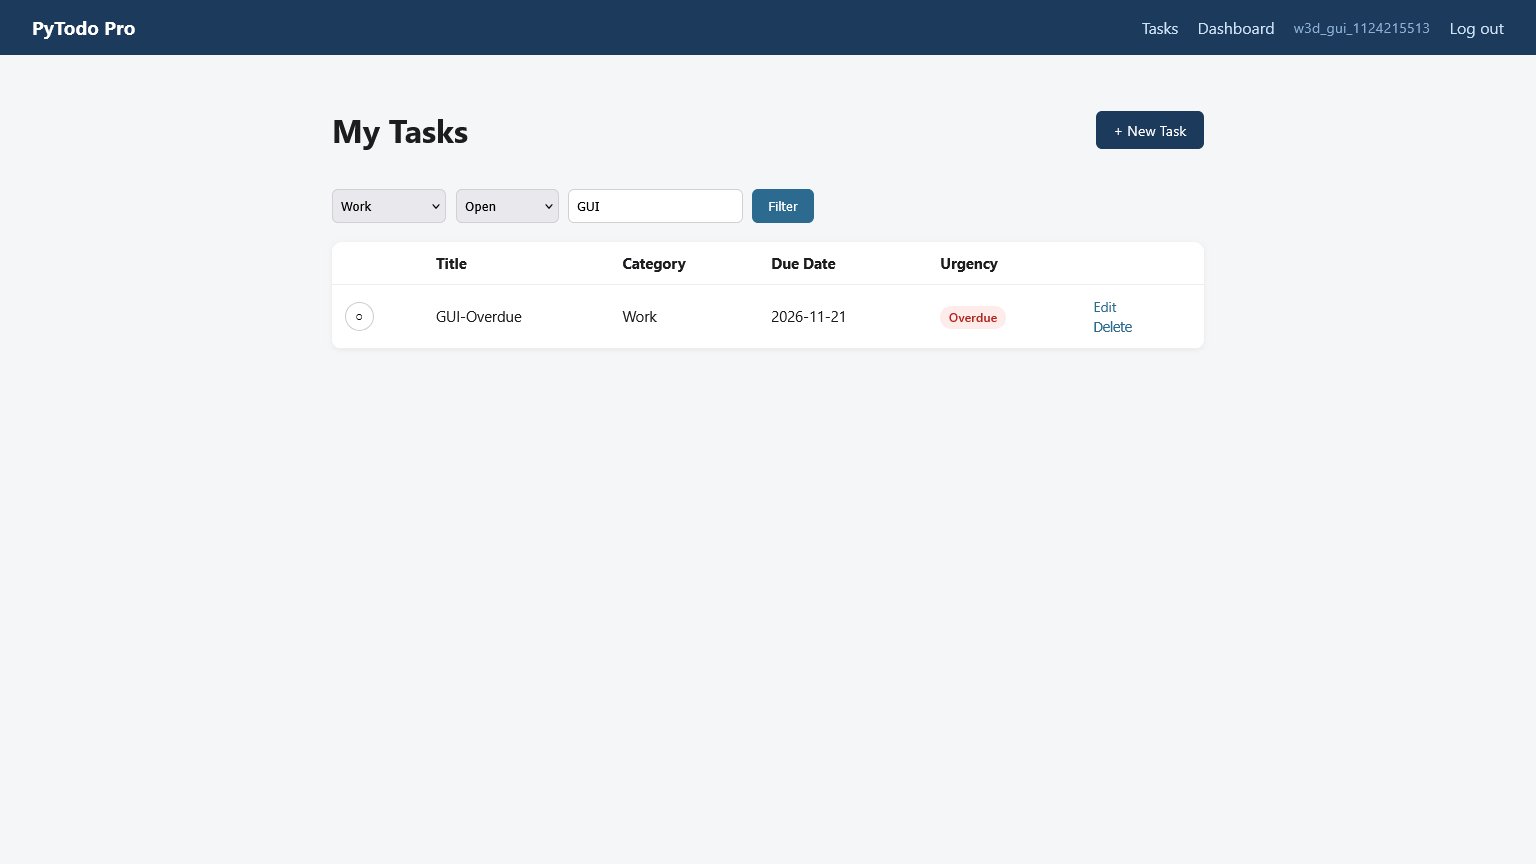 PyTodo Pro
Tasks Dashboard w3d_gui_1124215513 Log out
My Tasks
+ New Task
Work Open GUI Filter
Title Category Due Date Urgency
GUI-Overdue Work 2026-11-21 Overdue Edit
Delete